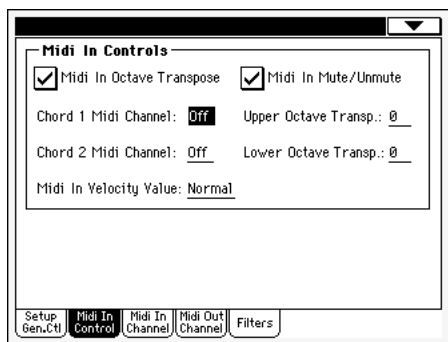 Midi In Controls
Midi In Octave Transpose Midi In Mute/Unmute
Chord 1 Midi Channel: Off Upper Octave Transp.: 0
Chord 2 Midi Channel: Off Lower Octave Transp.: 0
Midi In Velocity Value: Normal
Setup Gen.Ctl
Midi In Control
Midi In Channel
Midi Out Channel
Filters